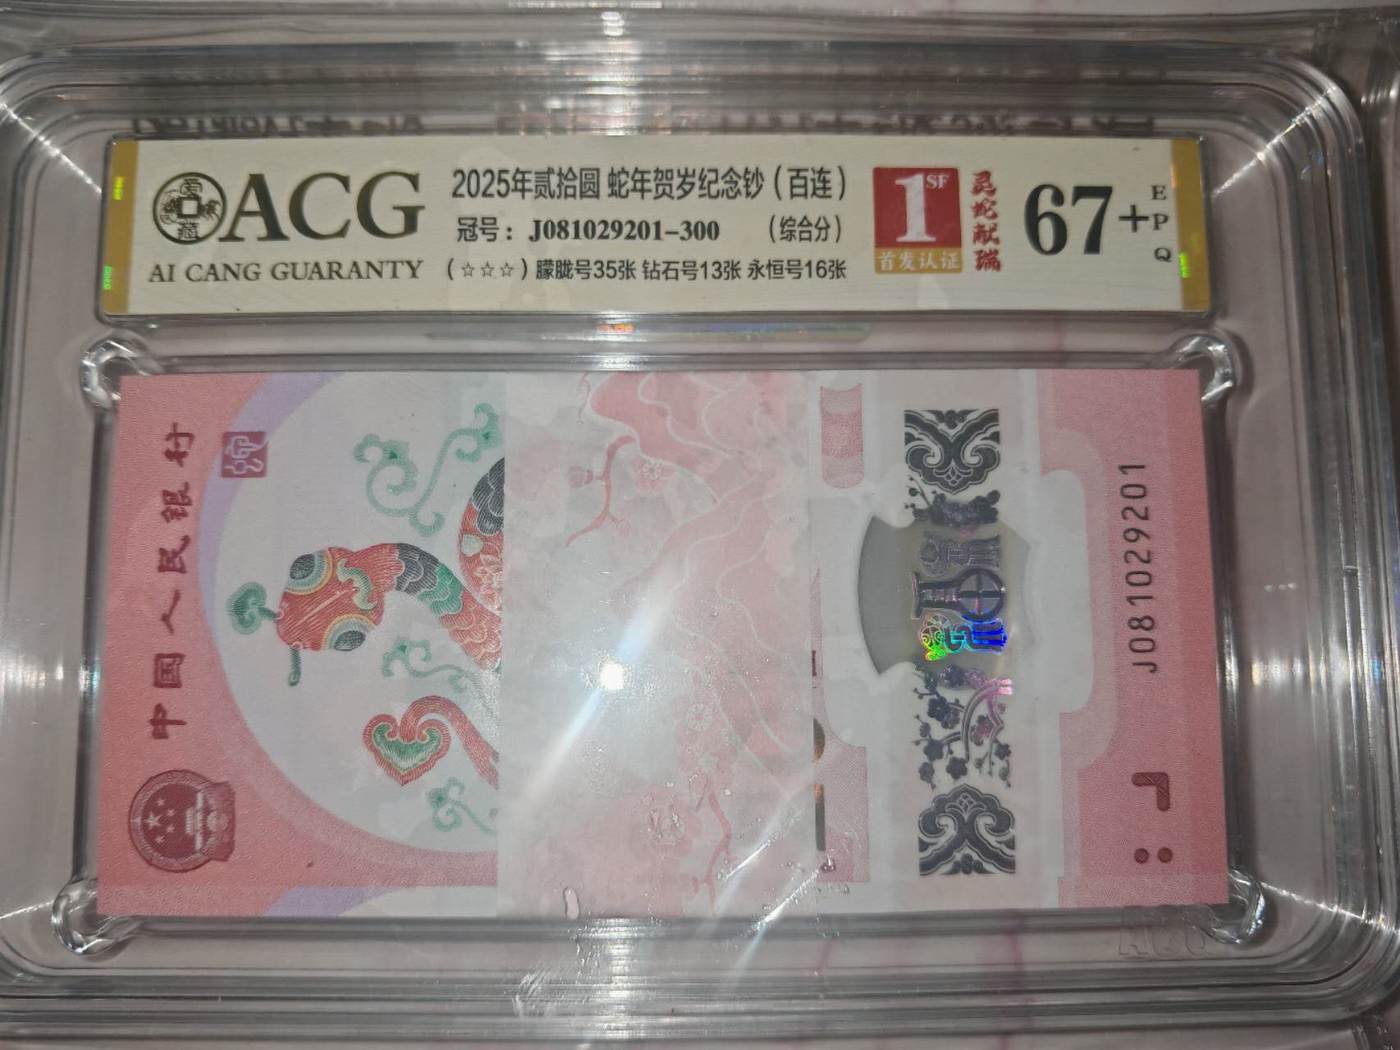 ACG
AI CANG GUARANTY
2025年贰拾圆 蛇年贺岁纪念钞（百连）
冠号：J081029201-300 （综合分）
（☆☆☆）朦胧号35张 钻石号13张 永恒号16张
1 SF
首发认证
灵蛇献瑞
67+
EPQ
中国人民银行
J081029201